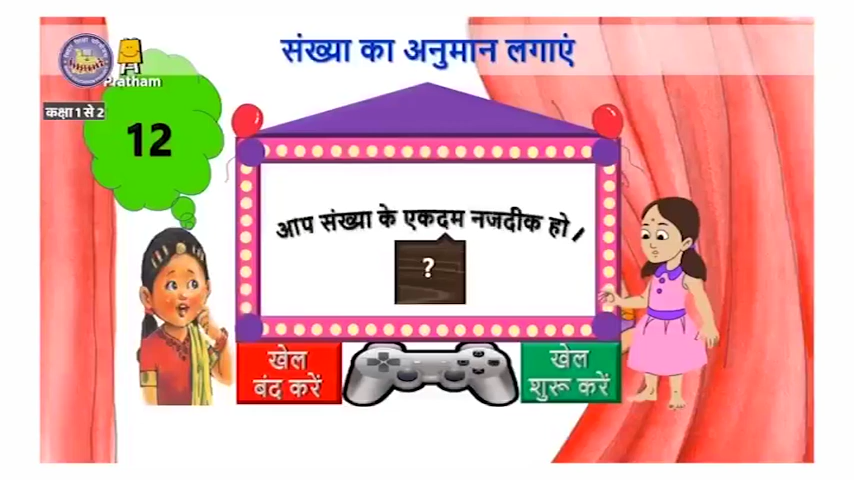 संख्या का अनुमान लगाएं
Pratham
कक्षा 1 से 2
12
आप संख्या के एकदम नजदीक हो !
?
खेल
बंद करें
खेल
शुरू करें